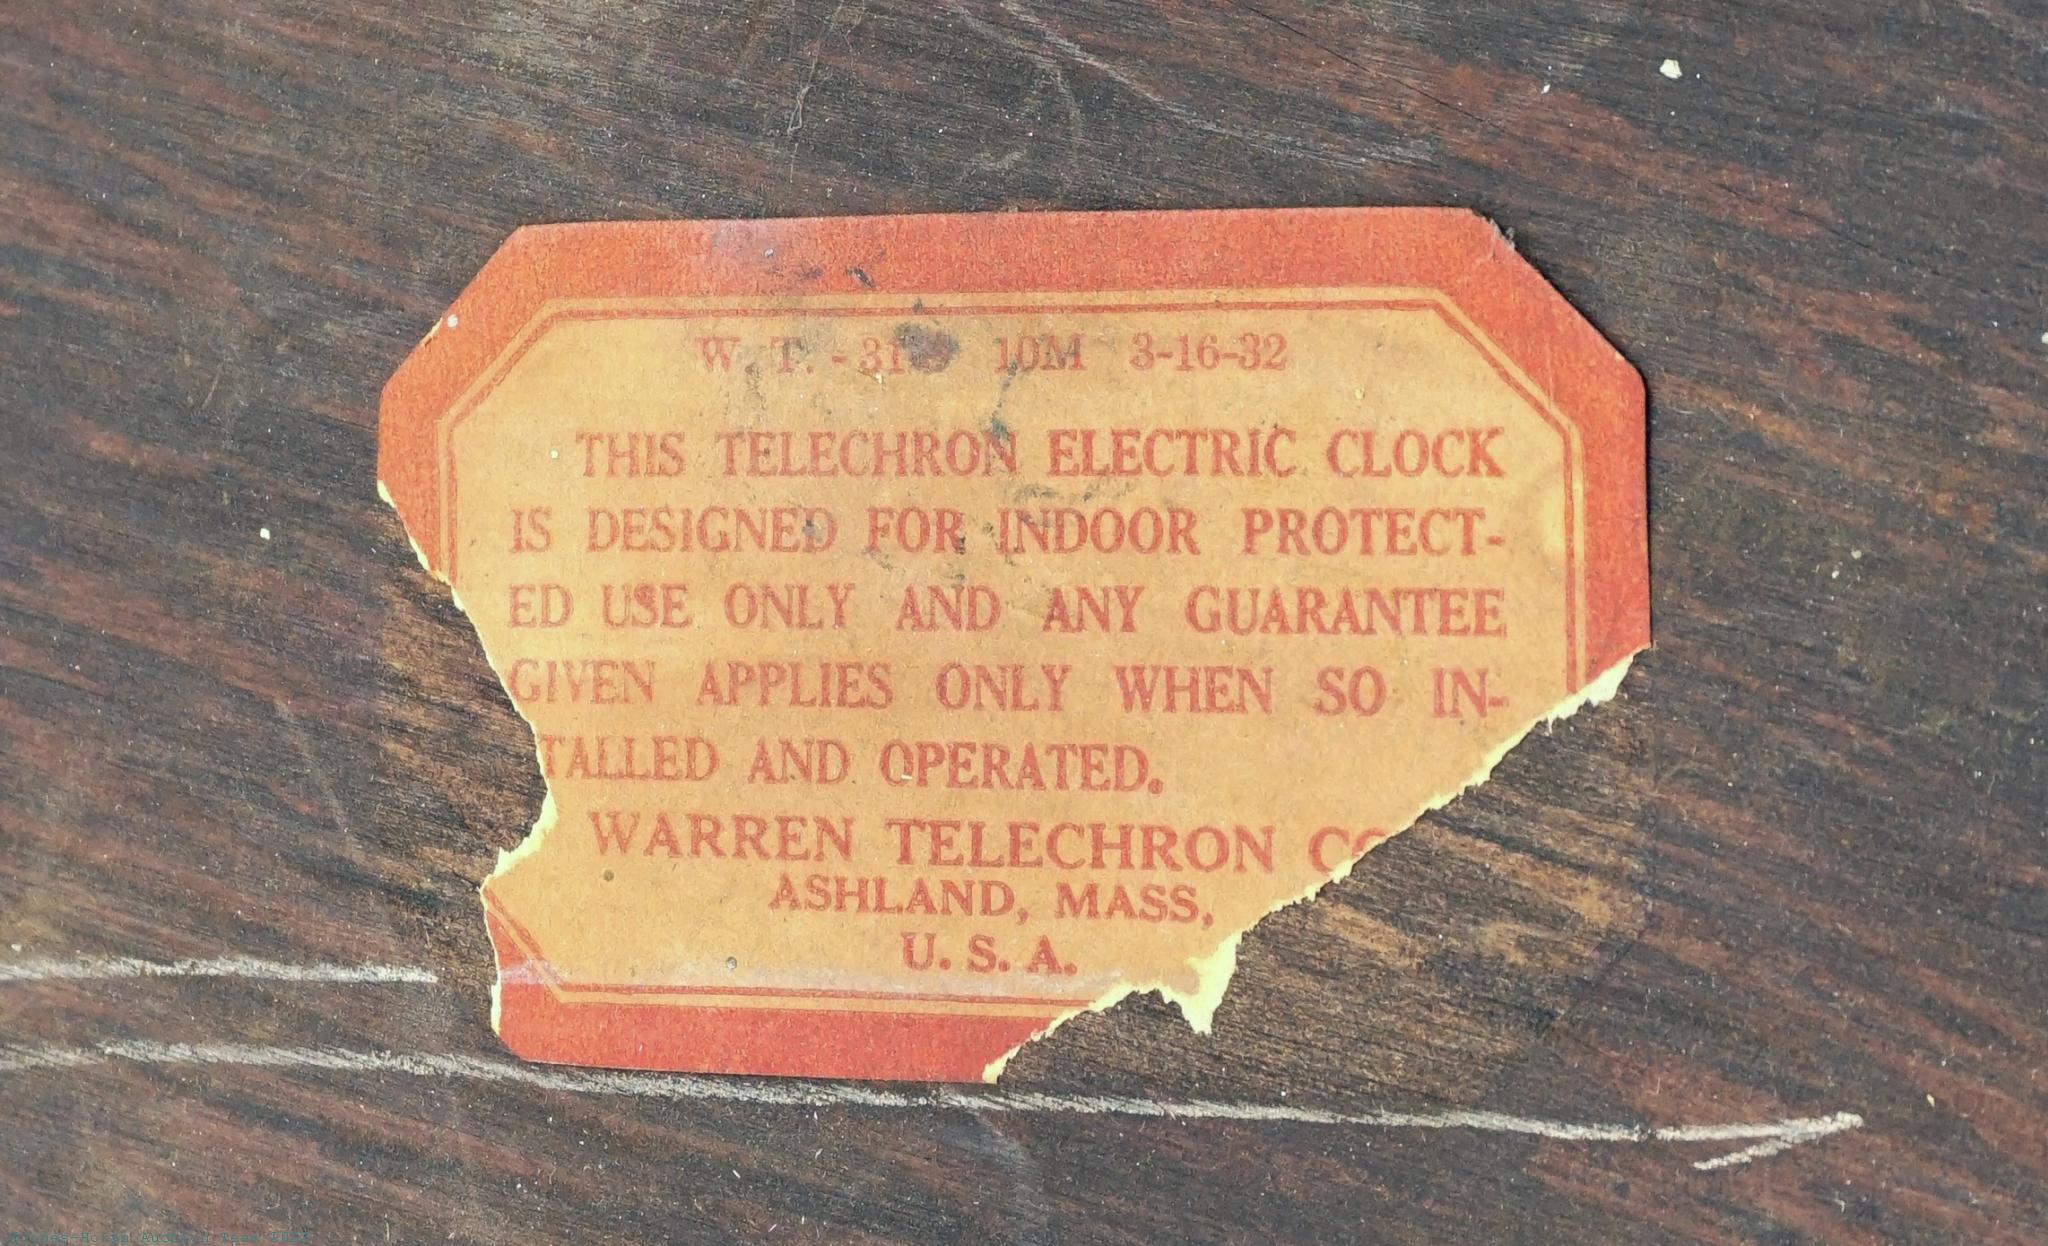 W. T. - 31 10M 3-16-32
THIS TELECHRON ELECTRIC CLOCK
IS DESIGNED FOR INDOOR PROTECT-
ED USE ONLY AND ANY GUARANTEE
GIVEN APPLIES ONLY WHEN SO IN-
TALLED AND OPERATED.
WARREN TELECHRON CO
ASHLAND, MASS,
U. S. A.